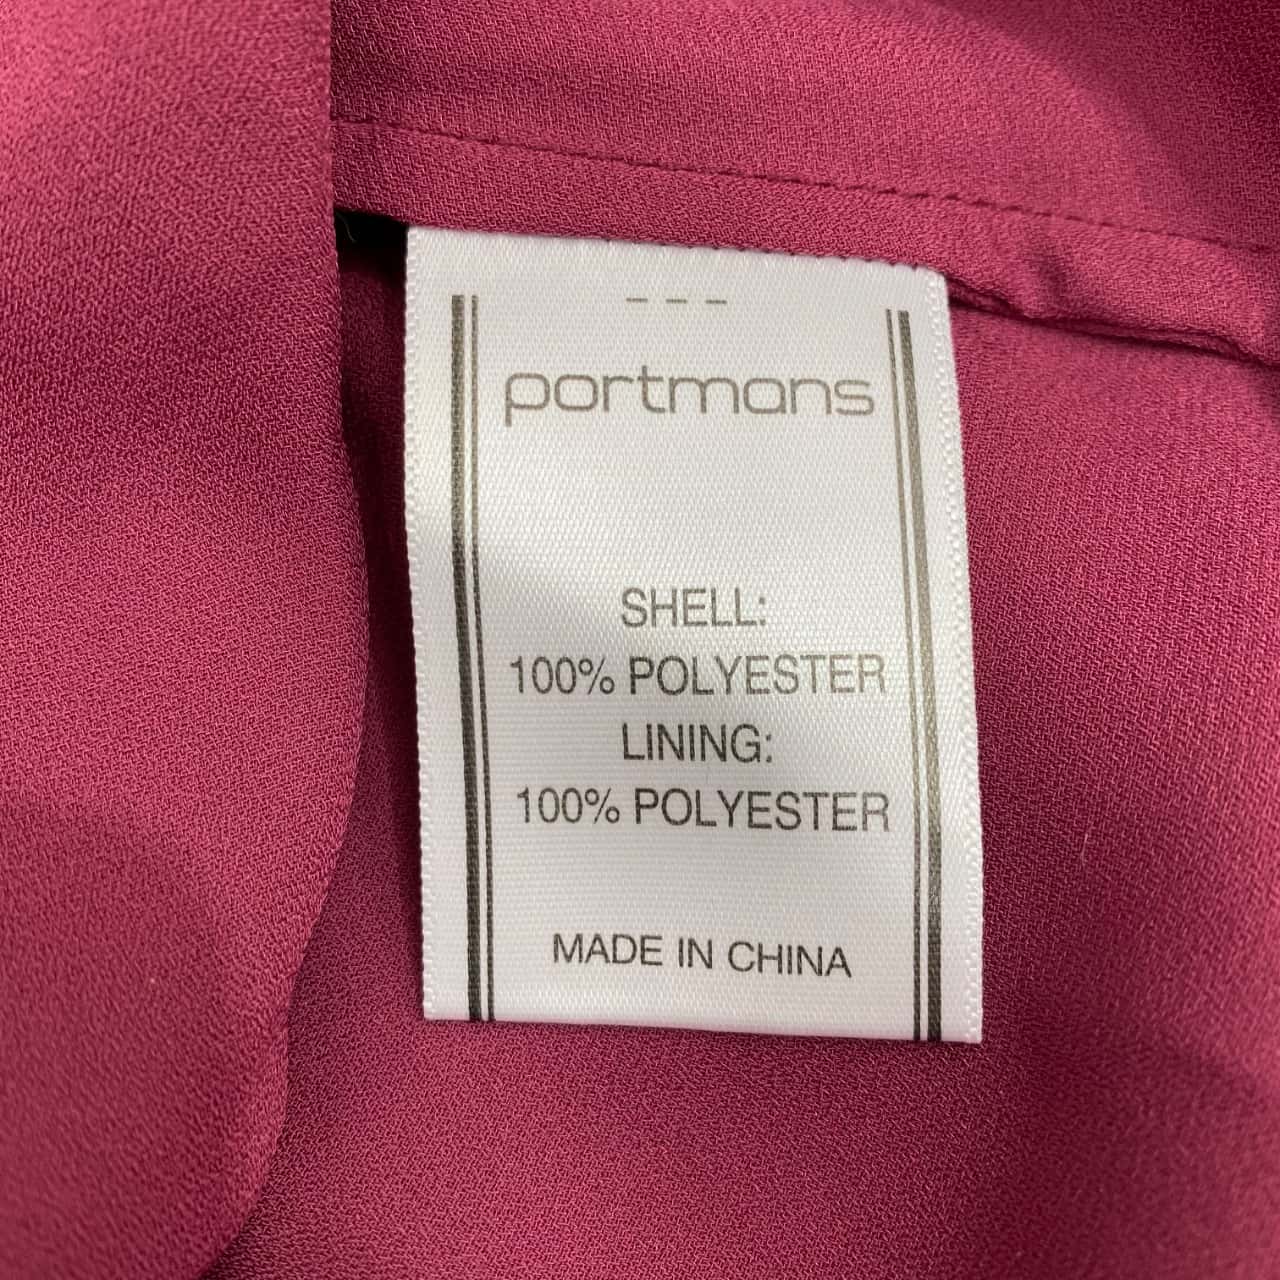 portmans
SHELL:
100% POLYESTER
LINING:
100% POLYESTER
MADE IN CHINA